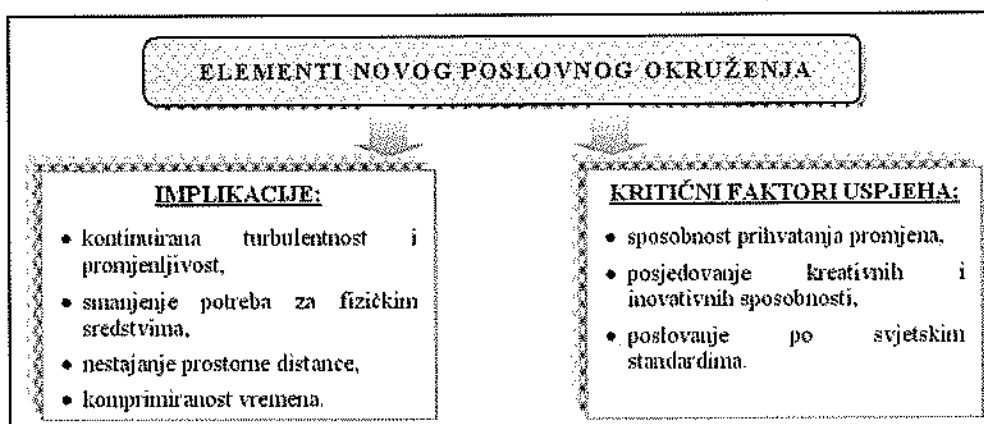 ELEMENTI NOVOG POSLOVNOG OKRUŽENJA
IMPLIKACIJE:
• kontinuirana turbulentnost i
promjenljivost,
• smanjenje potreba za fizičkim
sredstvima,
• nestajanje prostorne distance,
• komprimiranost vremena.
KRITIČNI FAKTORI USPJEHA:
• sposobnost prihvatanja promjena,
• posjedovanje kreativnih i
inovativnih sposobnosti,
• poslovanje po svjetskim
standardima.